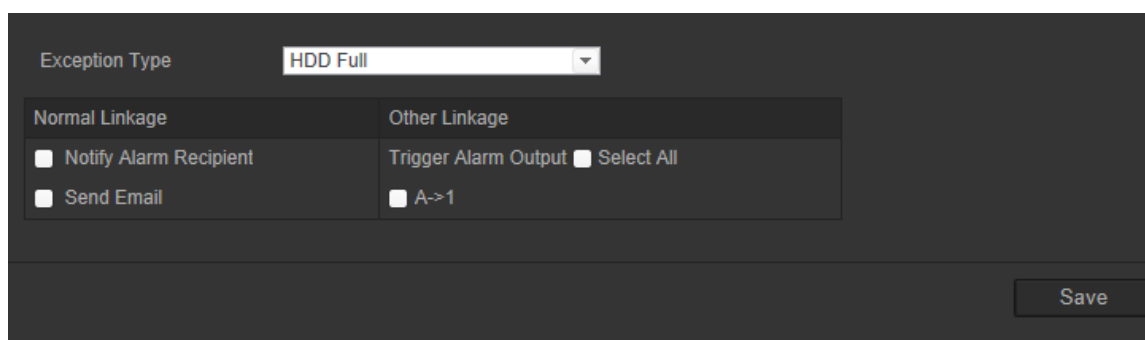 Exception Type HDD Full
Normal Linkage Other Linkage
Notify Alarm Recipient Trigger Alarm Output Select All
Send Email A->1
Save